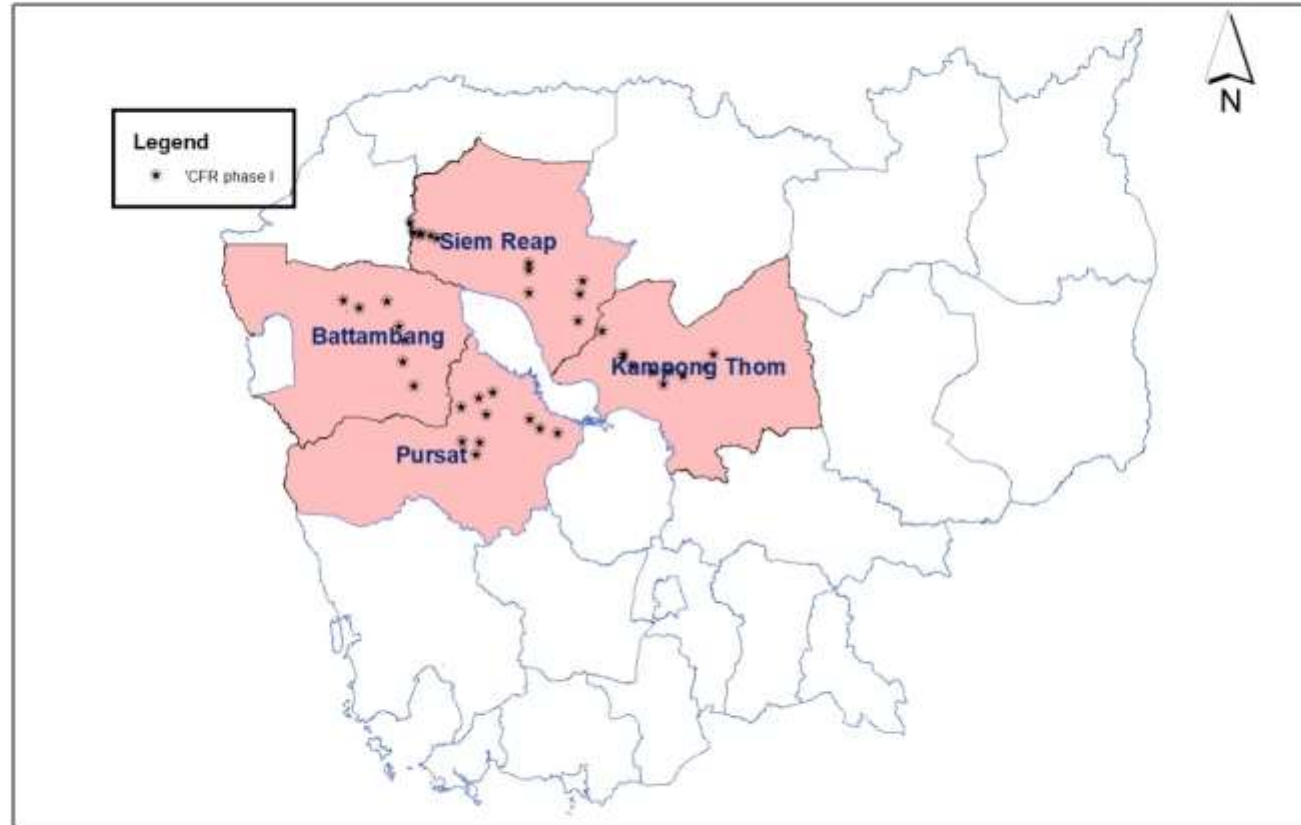 N
Legend
'CFR phase I
Siem Reap
Battambang
Kampong Thom
Pursat